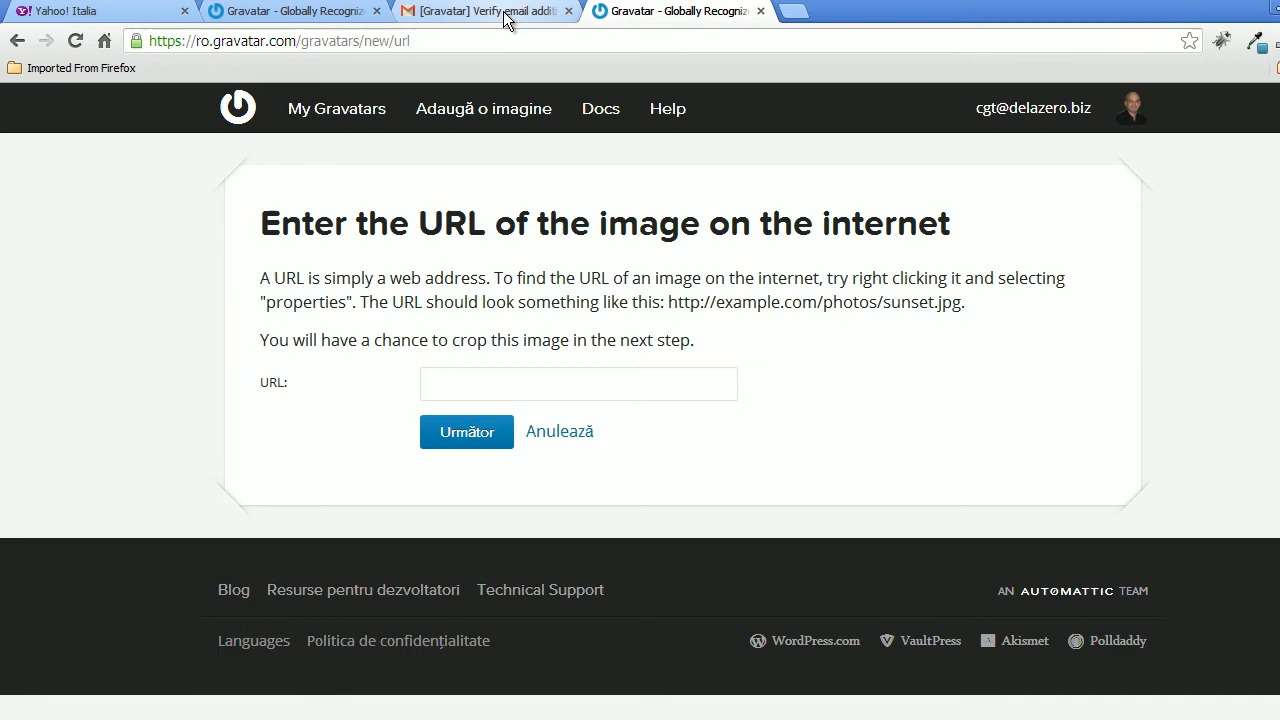 Yahoo! Italia
Gravatar - Globally Recogniz
[Gravatar] Verify email additi
Gravatar - Globally Recogniz
https://ro.gravatar.com/gravatars/new/url
Imported From Firefox
My Gravatars Adaugă o imagine Docs Help cgt@delazero.biz
Enter the URL of the image on the internet
A URL is simply a web address. To find the URL of an image on the internet, try right clicking it and selecting
"properties". The URL should look something like this: http://example.com/photos/sunset.jpg.
You will have a chance to crop this image in the next step.
URL:
Următor Anulează
Blog Resurse pentru dezvoltatori Technical Support AN AUTOMATTIC TEAM
Languages Politica de confidențialitate WordPress.com VaultPress Akismet Polldaddy